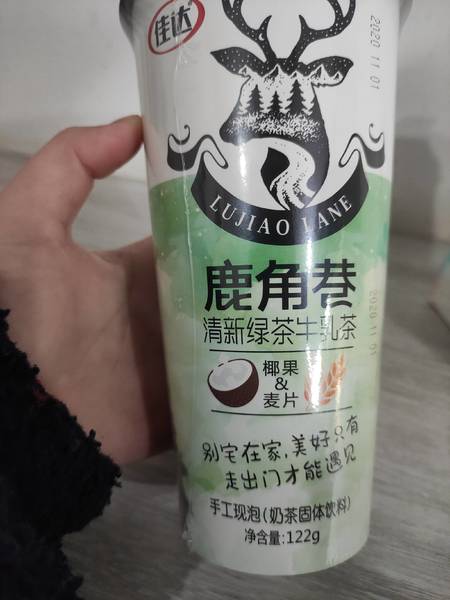 佳达
2020 11 01
LUJIAO LANE
鹿角巷
清新绿茶牛乳茶
2020 11 01
椰果
&
麦片
别宅在家,美好只有
走出门才能遇见
手工现泡(奶茶固体饮料)
净含量:122g